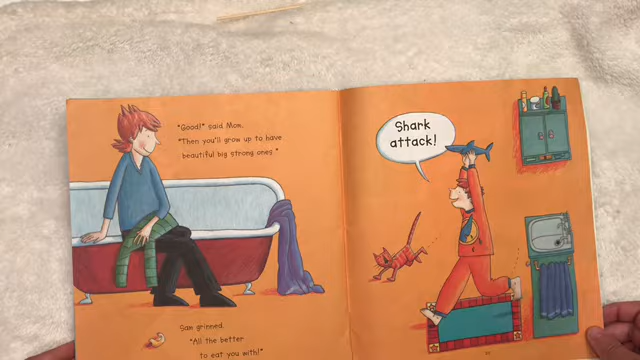 "Good!" said Mom.
"Then you'll grow up to have
beautiful big strong ones."
Sam grinned.
"All the better
to eat you with!"
Shark
attack!